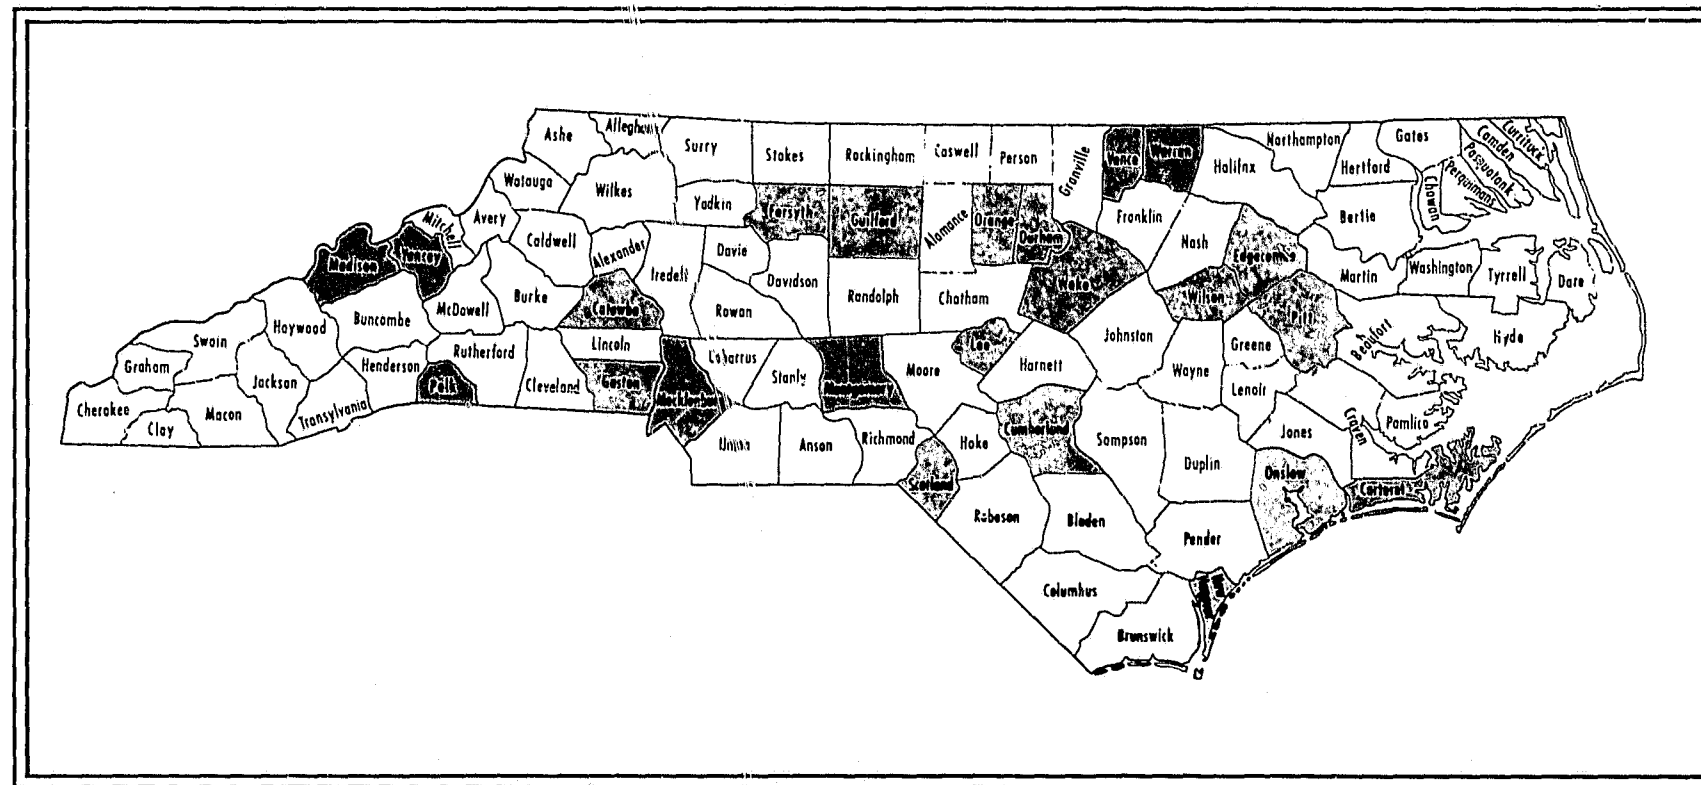 Ashe
Surry
Stokes
Rockingham
Caswell
Person
Granville
Vance
Warren
Halifax
Northampton
Gates
Hertford
Currituck
Camden
Pasquotank
Perquimans
Chowan
Bertie
Watauga
Wilkes
Yadkin
Forsyth
Guilford
Alamance
Orange
Durham
Franklin
Nash
Edgecombe
Martin
Washington
Tyrrell
Dare
Mitchell
Avery
Caldwell
Alexander
Iredell
Davie
Davidson
Madison
Yancey
McDowell
Burke
Catawba
Rowan
Randolph
Chatham
Wake
Wilson
Pitt
Beaufort
Hyde
Swain
Haywood
Buncombe
Rutherford
Lincoln
Cabarrus
Stanly
Montgomery
Moore
Lee
Harnett
Johnston
Wayne
Greene
Lenoir
Graham
Jackson
Henderson
Polk
Cleveland
Gaston
Mecklenburg
Cherokee
Clay
Macon
Transylvania
Union
Anson
Richmond
Scotland
Hoke
Cumberland
Sampson
Duplin
Jones
Craven
Pamlico
Onslow
Carteret
Robeson
Bladen
Pender
Columbus
Brunswick